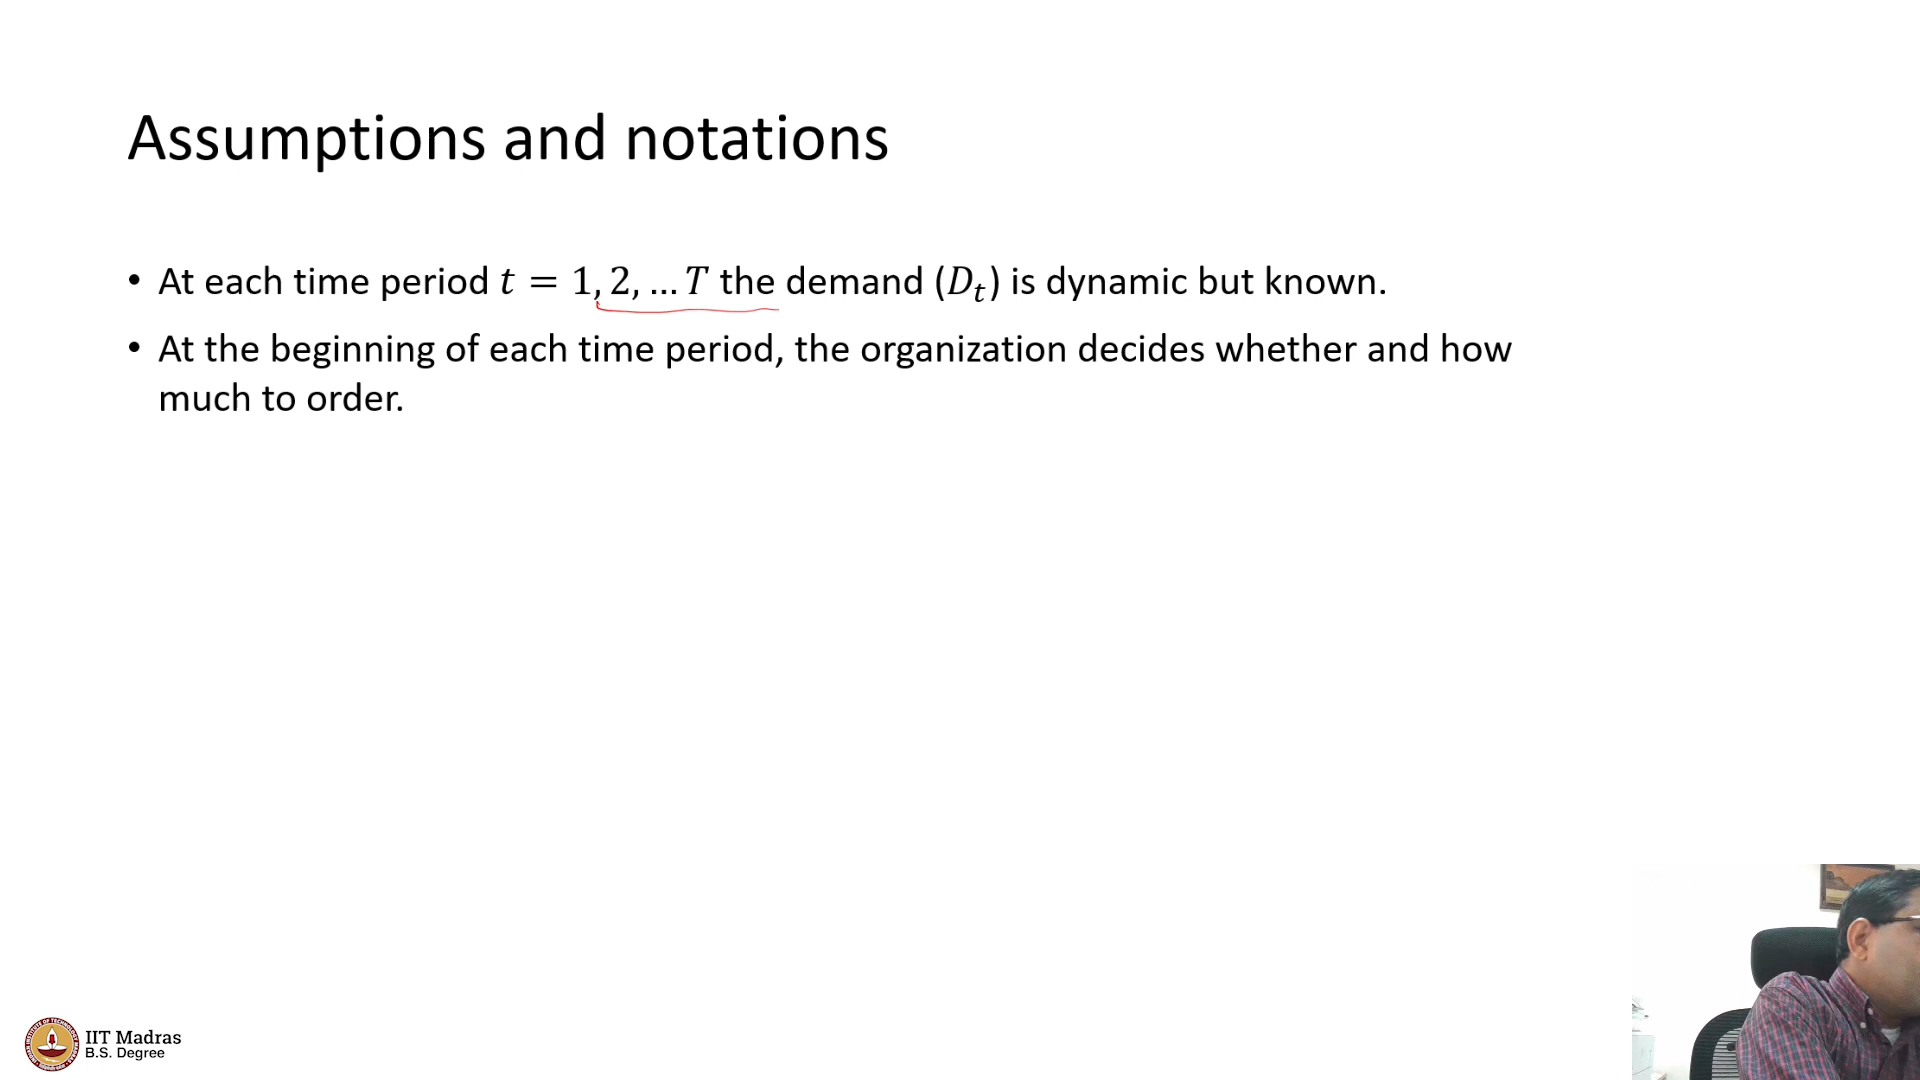 Assumptions and notations
• At each time period t = 1, 2, … T the demand (Dₜ) is dynamic but known.
• At the beginning of each time period, the organization decides whether and how
much to order.
IIT Madras
B.S. Degree